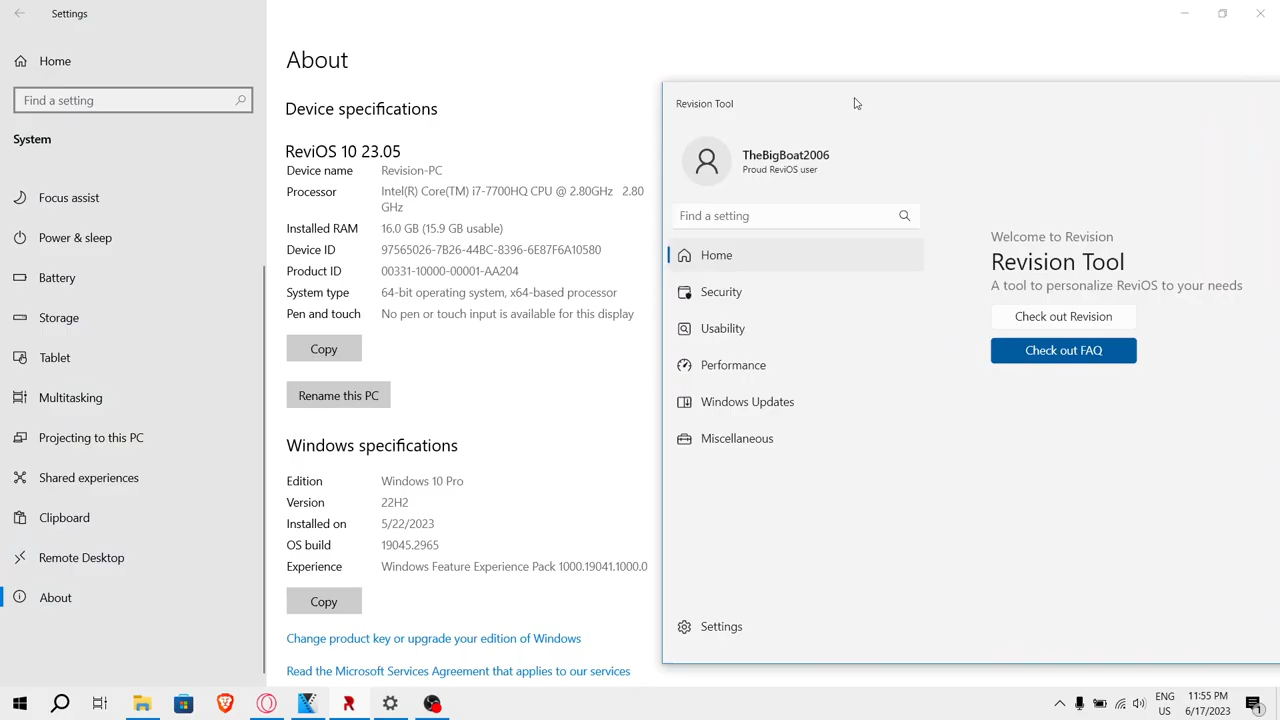 Settings
Home
Find a setting
System
Focus assist
Power & sleep
Battery
Storage
Tablet
Multitasking
Projecting to this PC
Shared experiences
Clipboard
Remote Desktop
About
About
Device specifications
ReviOS 10 23.05
Device name Revision-PC
Processor Intel(R) Core(TM) i7-7700HQ CPU @ 2.80GHz 2.80
GHz
Installed RAM 16.0 GB (15.9 GB usable)
Device ID 97565026-7B26-44BC-8396-6E87F6A10580
Product ID 00331-10000-00001-AA204
System type 64-bit operating system, x64-based processor
Pen and touch No pen or touch input is available for this display
Copy
Rename this PC
Windows specifications
Edition Windows 10 Pro
Version 22H2
Installed on 5/22/2023
OS build 19045.2965
Experience Windows Feature Experience Pack 1000.19041.1000.0
Copy
Change product key or upgrade your edition of Windows
Read the Microsoft Services Agreement that applies to our services
Revision Tool
TheBigBoat2006
Proud ReviOS user
Find a setting
Home
Security
Usability
Performance
Windows Updates
Miscellaneous
Settings
Welcome to Revision
Revision Tool
A tool to personalize ReviOS to your needs
Check out Revision
Check out FAQ
ENG
US
11:55 PM
6/17/2023
1